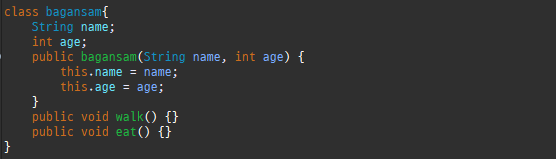 class bagansam{
    String name;
    int age;
    public bagansam(String name, int age) {
        this.name = name;
        this.age = age;
    }
    public void walk() {}
    public void eat() {}
}